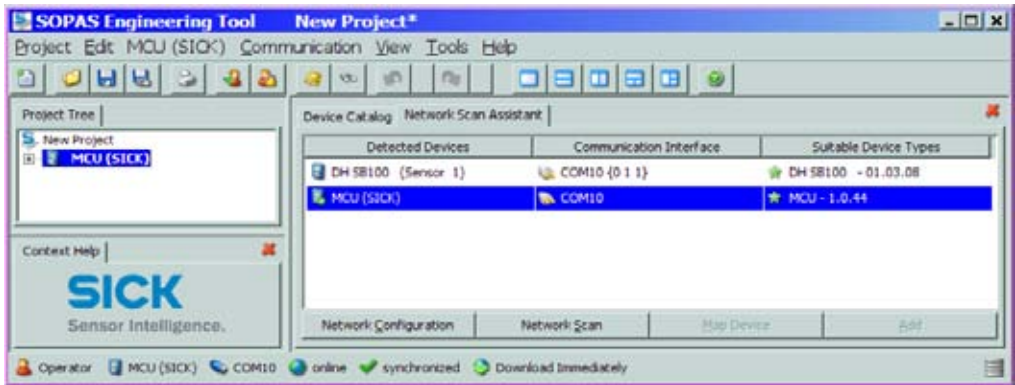 SOPAS Engineering Tool New Project*
Project Edit MCU (SICK) Communication View Tools Help
Project Tree
New Project
MCU (SICK)
Context Help
SICK
Sensor Intelligence.
Device Catalog Network Scan Assistant
Detected Devices Communication Interface Suitable Device Types
DH SB100 (Sensor 1) COM10 {0 1 1} DH SB100 - 01.03.08
MCU (SICK) COM10 MCU - 1.0.44
Network Configuration Network Scan Map Device Add
Operator MCU (SICK) COM10 online synchronized Download Immediately